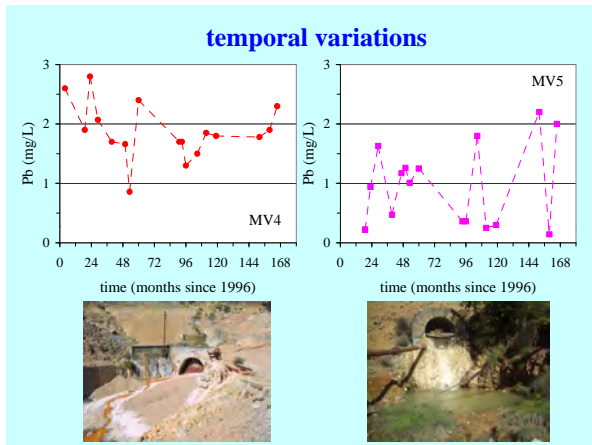 temporal variations
3
2
1
0
Pb (mg/L)
MV4
0 24 48 72 96 120 144 168
time (months since 1996)
3
2
1
0
Pb (mg/L)
MV5
0 24 48 72 96 120 144 168
time (months since 1996)